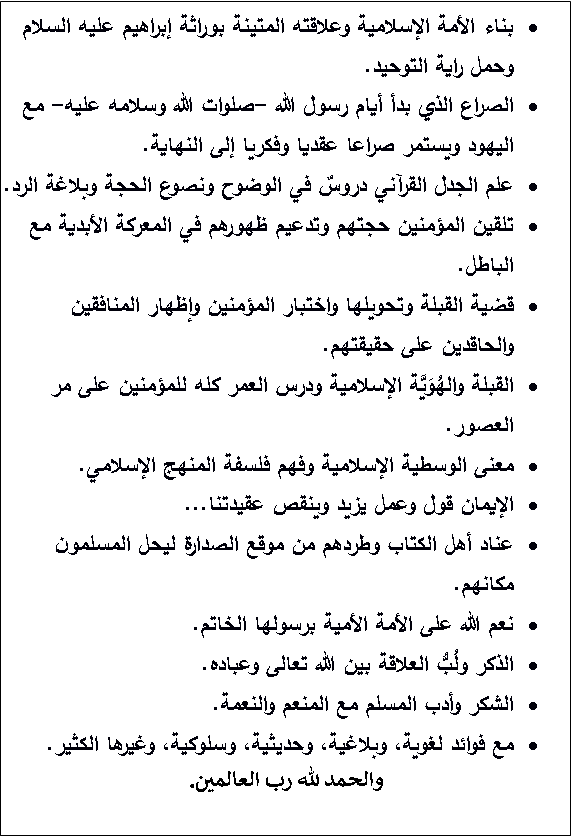 • بناء الأمة الإسلامية وعلاقته المتينة بوراثة إبراهيم عليه السلام
وحمل راية التوحيد.
• الصراع الذي بدأ أيام رسول الله –صلوات الله وسلامه عليه– مع
اليهود ويستمر صراعا عقديا وفكريا إلى النهاية.
• علم الجدل القرآني دروسٌ في الوضوح ونصوع الحجة وبلاغة الرد.
• تلقين المؤمنين حجتهم وتدعيم ظهورهم في المعركة الأبدية مع
الباطل.
• قضية القبلة وتحويلها واختبار المؤمنين وإظهار المنافقين
والحاقدين على حقيقتهم.
• القبلة والهُوَيَّة الإسلامية ودرس العمر كله للمؤمنين على مر
العصور.
• معنى الوسطية الإسلامية وفهم فلسفة المنهج الإسلامي.
• الإيمان قول وعمل يزيد وينقص عقيدتنا...
• عناد أهل الكتاب وطردهم من موقع الصدارة ليحل المسلمون
مكانهم.
• نعم الله على الأمة الأمية برسولها الخاتم.
• الذكر ولُبُّ العلاقة بين الله تعالى وعباده.
• الشكر وأدب المسلم مع المنعم والنعمة.
• مع فوائد لغوية، وبلاغية، وحديثية، وسلوكية، وغيرها الكثير.
والحمد لله رب العالمين.